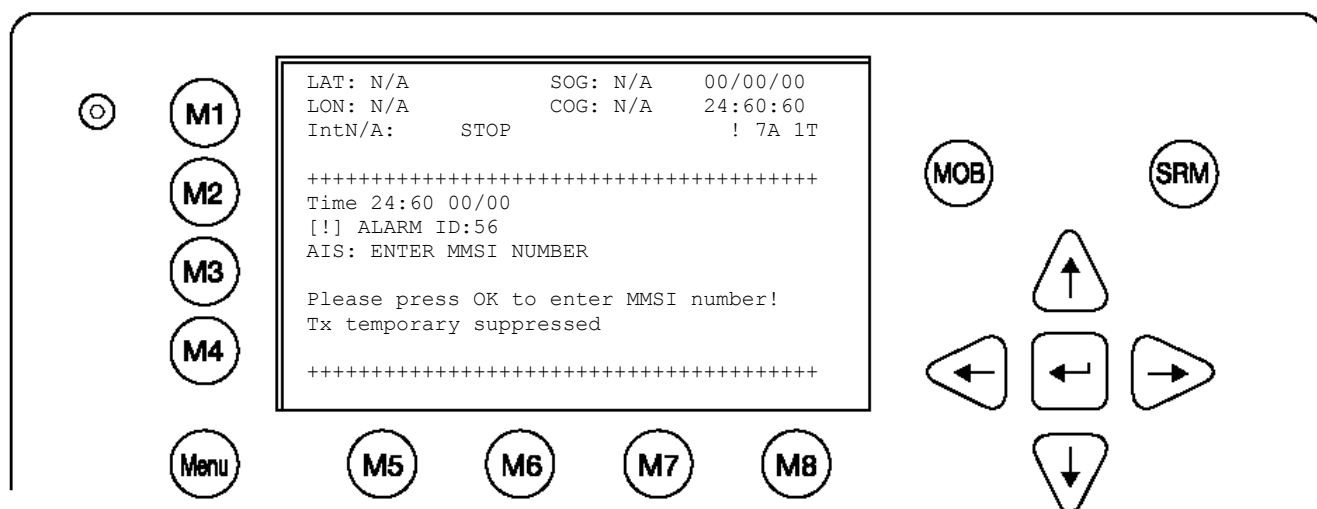 LAT: N/A SOG: N/A 00/00/00
LON: N/A COG: N/A 24:60:60
IntN/A: STOP ! 7A 1T
++++++++++++++++++++++++++++++++++++++++
Time 24:60 00/00
[!] ALARM ID:56
AIS: ENTER MMSI NUMBER
Please press OK to enter MMSI number!
Tx temporary suppressed
++++++++++++++++++++++++++++++++++++++++
M1
M2
M3
M4
Menu
M5 M6 M7 M8
MOB SRM